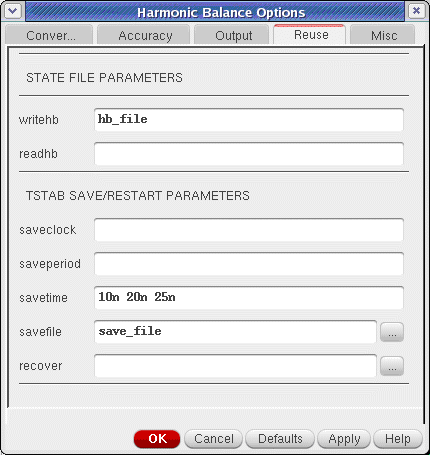 Harmonic Balance Options
Conver... Accuracy Output Reuse Misc
STATE FILE PARAMETERS
writehb hb_file
readhb
TSTAB SAVE/RESTART PARAMETERS
saveclock
saveperiod
savetime 10n 20n 25n
savefile save_file ...
recover ...
OK Cancel Defaults Apply Help